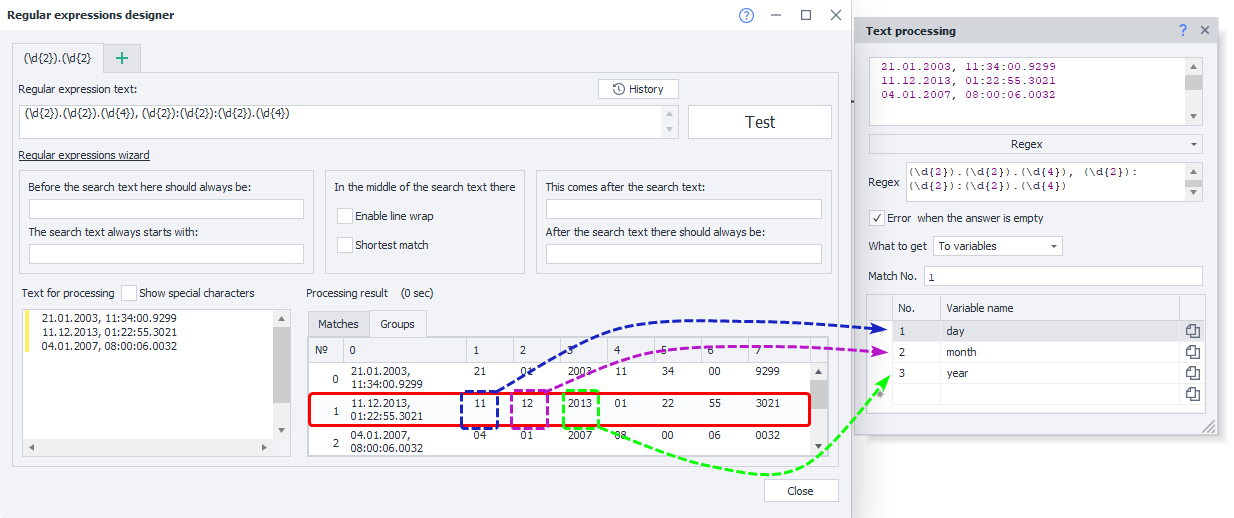 Regular expressions designer
(\d{2}).(\d{2}
Regular expression text:
History
(\d{2}).(\d{2}).(\d{4}), (\d{2}):(\d{2}):(\d{2}).(\d{4})
Test
Regular expressions wizard
Before the search text here should always be:
The search text always starts with:
In the middle of the search text there
Enable line wrap
Shortest match
This comes after the search text:
After the search text there should always be:
Text for processing
Show special characters
21.01.2003, 11:34:00.9299
11.12.2013, 01:22:55.3021
04.01.2007, 08:00:06.0032
Processing result (0 sec)
Matches
Groups
Nº 0 1 2 3 4 5 6 7
0 21.01.2003, 11:34:00.9299 21 01 2003 11 34 00 9299
1 11.12.2013, 01:22:55.3021 11 12 2013 01 22 55 3021
2 04.01.2007, 08:00:06.0032 04 01 2007 08 00 06 0032
Close
Text processing
21.01.2003, 11:34:00.9299
11.12.2013, 01:22:55.3021
04.01.2007, 08:00:06.0032
Regex
Regex
(\d{2}).(\d{2}).(\d{4}), (\d{2}):
(\d{2}):(\d{2}).(\d{4})
Error when the answer is empty
What to get To variables
Match No. 1
No. Variable name
1 day
2 month
3 year